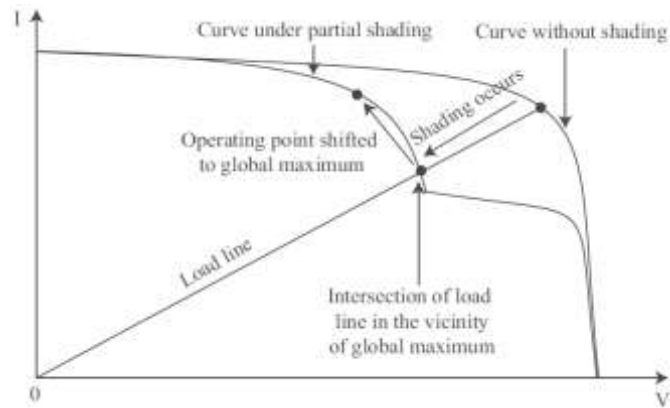 I
Curve under partial shading
Curve without shading
Shading occurs
Operating point shifted
to global maximum
Load line
Intersection of load
line in the vicinity
of global maximum
0
V